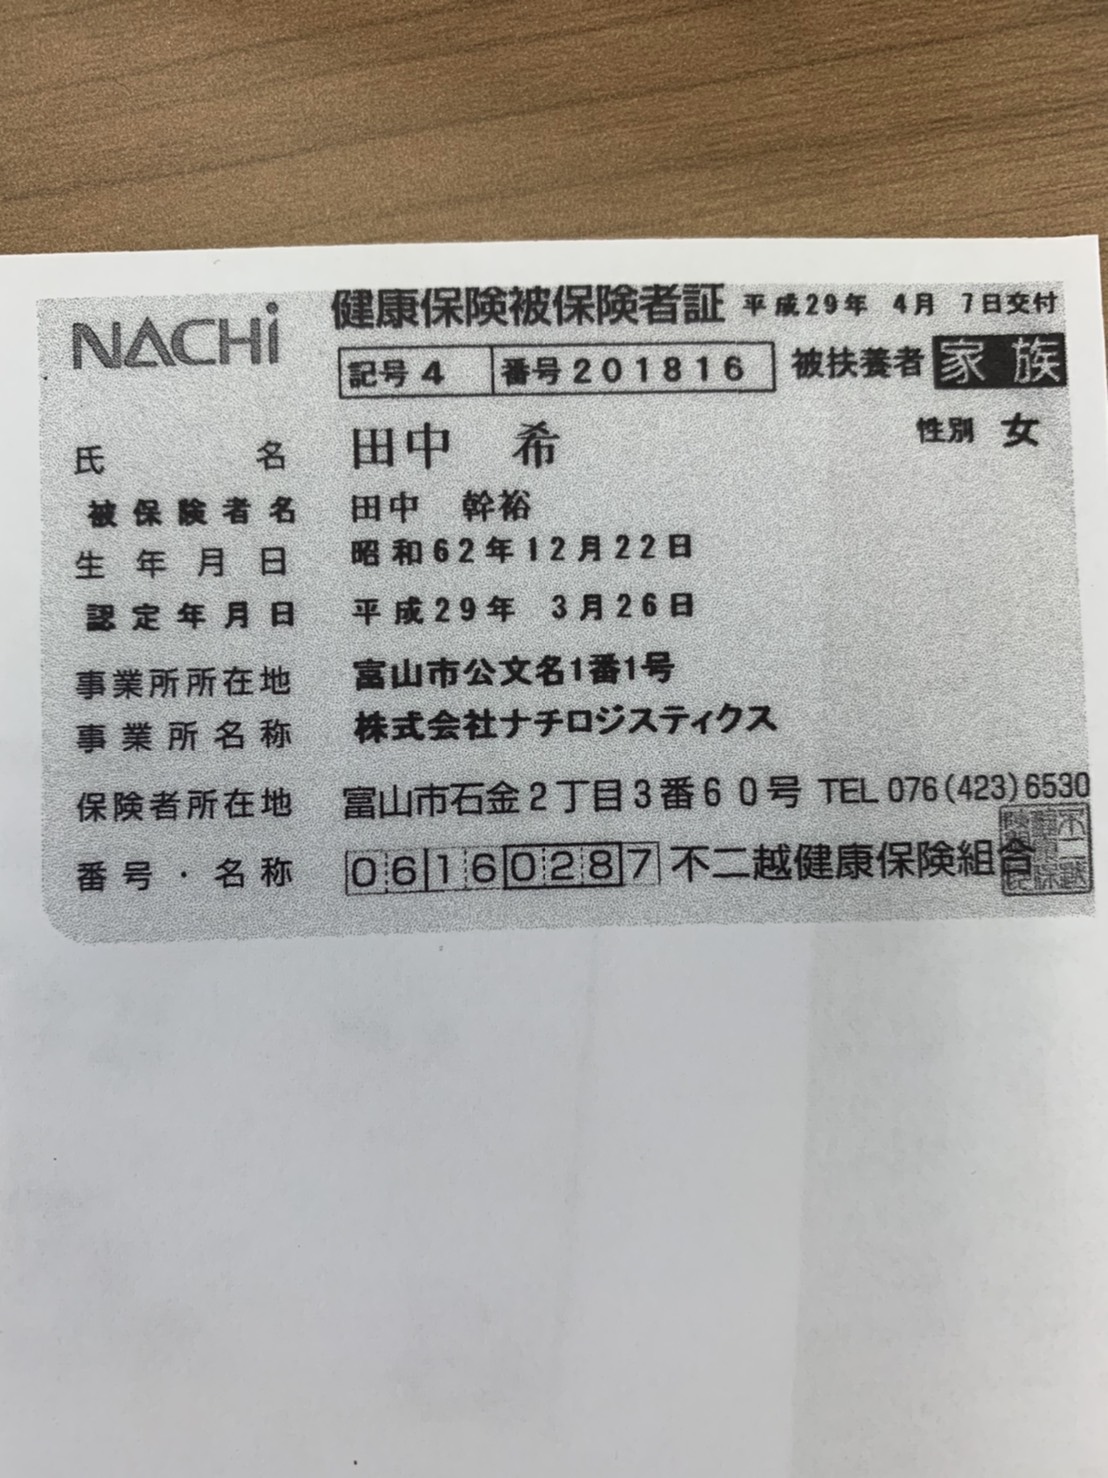 NACHi 健康保険被保険者証 平成29年 4月 7日交付
記号 4 番号 201816 被扶養者 家族
氏名 田中 希 性別 女
被保険者名 田中 幹裕
生年月日 昭和62年12月22日
認定年月日 平成29年 3月26日
事業所所在地 富山市公文名1番1号
事業所名称 株式会社ナチロジスティクス
保険者所在地 富山市石金2丁目3番60号 TEL 076(423)6530
番号・名称 06160287 不二越健康保険組合